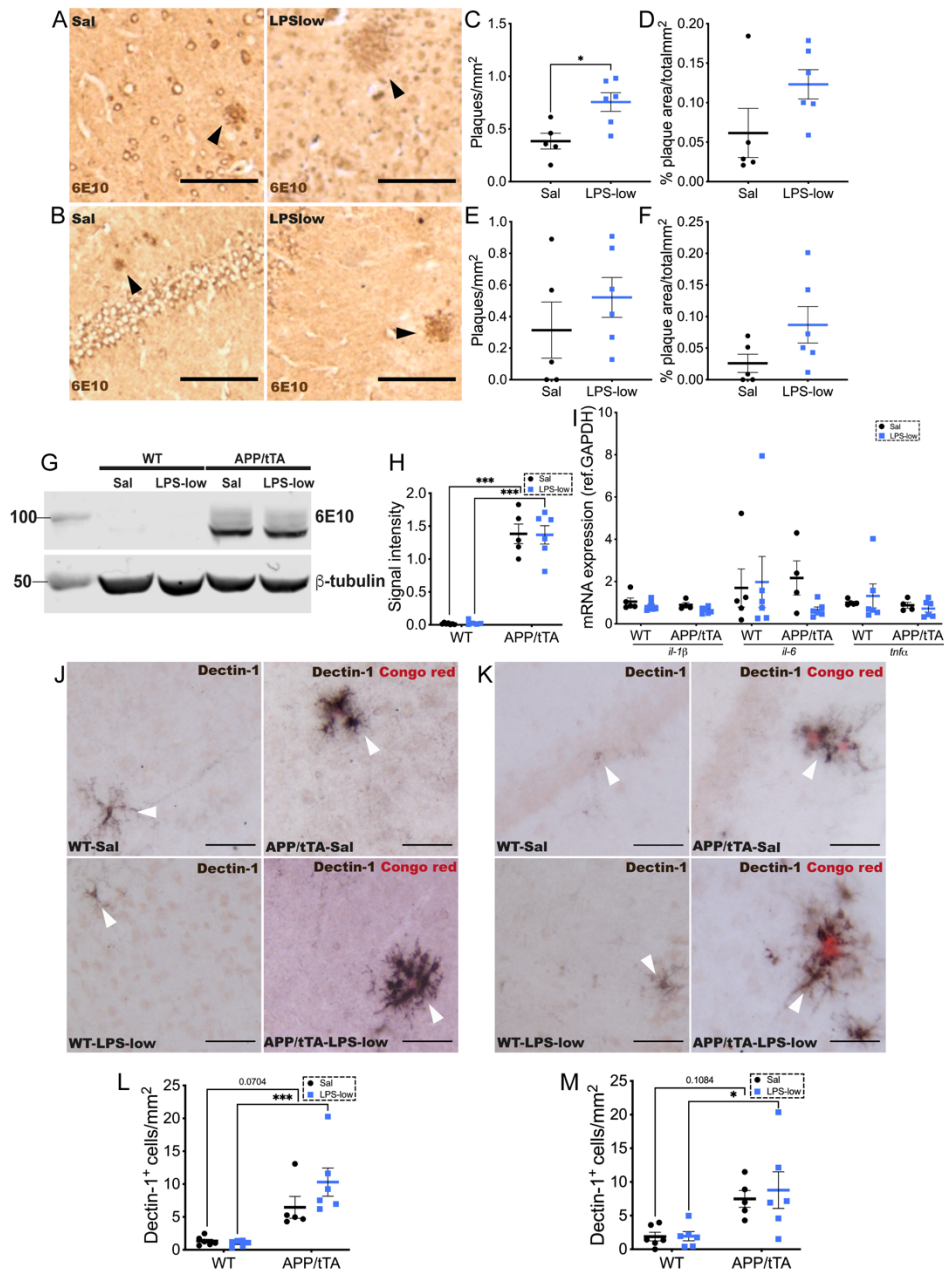 A
Sal
LPSlow
6E10
6E10
B
Sal
LPSlow
6E10
6E10
C
Plaques/mm²
1.5
1.0
0.5
0.0
*
Sal
LPS-low
D
% plaque area/totalmm²
0.20
0.15
0.10
0.05
0.00
Sal
LPS-low
E
Plaques/mm²
1.0
0.8
0.6
0.4
0.2
0.0
Sal
LPS-low
F
% plaque area/totalmm²
0.25
0.20
0.15
0.10
0.05
0.00
Sal
LPS-low
G
WT
APP/tTA
Sal
LPS-low
Sal
LPS-low
100
6E10
50
β-tubulin
H
Signal intensity
2.0
1.5
1.0
0.5
0.0
***
***
Sal
LPS-low
WT
APP/tTA
I
mRNA expression (ref.GAPDH)
10
8
6
4
2
0
Sal
LPS-low
WT
APP/tTA
WT
APP/tTA
WT
APP/tTA
il-1β
il-6
tnfα
J
Dectin-1
WT-Sal
Dectin-1 Congo red
APP/tTA-Sal
Dectin-1
WT-LPS-low
Dectin-1 Congo red
APP/tTA-LPS-low
K
Dectin-1
WT-Sal
Dectin-1 Congo red
APP/tTA-Sal
Dectin-1
WT-LPS-low
Dectin-1 Congo red
APP/tTA-LPS-low
L
Dectin-1⁺ cells/mm²
25
20
15
10
5
0
0.0704
***
Sal
LPS-low
WT
APP/tTA
M
Dectin-1⁺ cells/mm²
25
20
15
10
5
0
0.1084
*
Sal
LPS-low
WT
APP/tTA